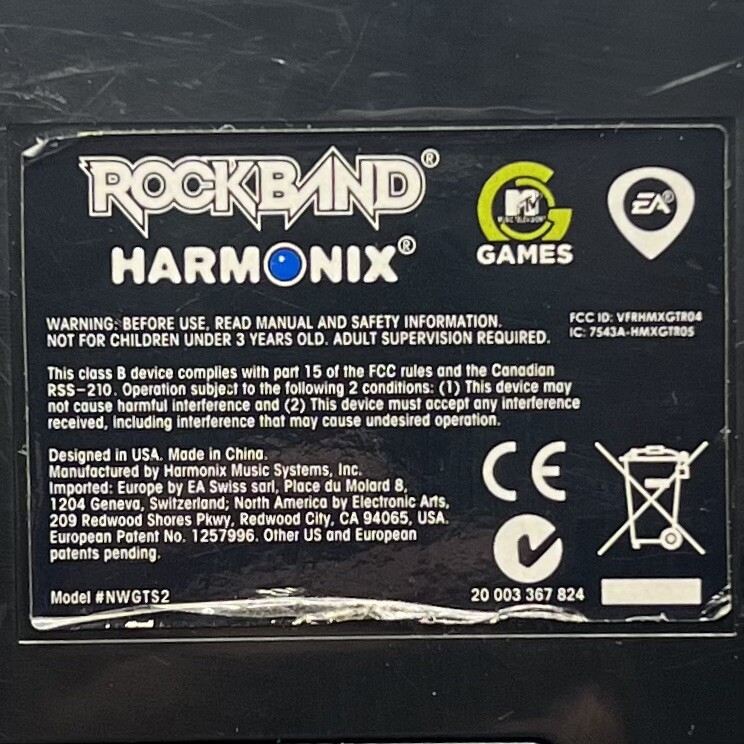 ROCKBAND®
HARMONIX®
MTV
MUSIC TELEVISION
G
GAMES
EA®
WARNING: BEFORE USE, READ MANUAL AND SAFETY INFORMATION.
NOT FOR CHILDREN UNDER 3 YEARS OLD. ADULT SUPERVISION REQUIRED.
FCC ID: VFRHMXGTR04
IC: 7543A-HMXGTR05
This class B device complies with part 15 of the FCC rules and the Canadian
RSS-210. Operation subject to the following 2 conditions: (1) This device may
not cause harmful interference and (2) This device must accept any interference
received, including interference that may cause undesired operation.
Designed in USA. Made in China.
Manufactured by Harmonix Music Systems, Inc.
Imported: Europe by EA Swiss sarl, Place du Molard 8,
1204 Geneva, Switzerland; North America by Electronic Arts,
209 Redwood Shores Pkwy, Redwood City, CA 94065, USA.
European Patent No. 1257996. Other US and European
patents pending.
CE
Model #NWGTS2
20 003 367 824